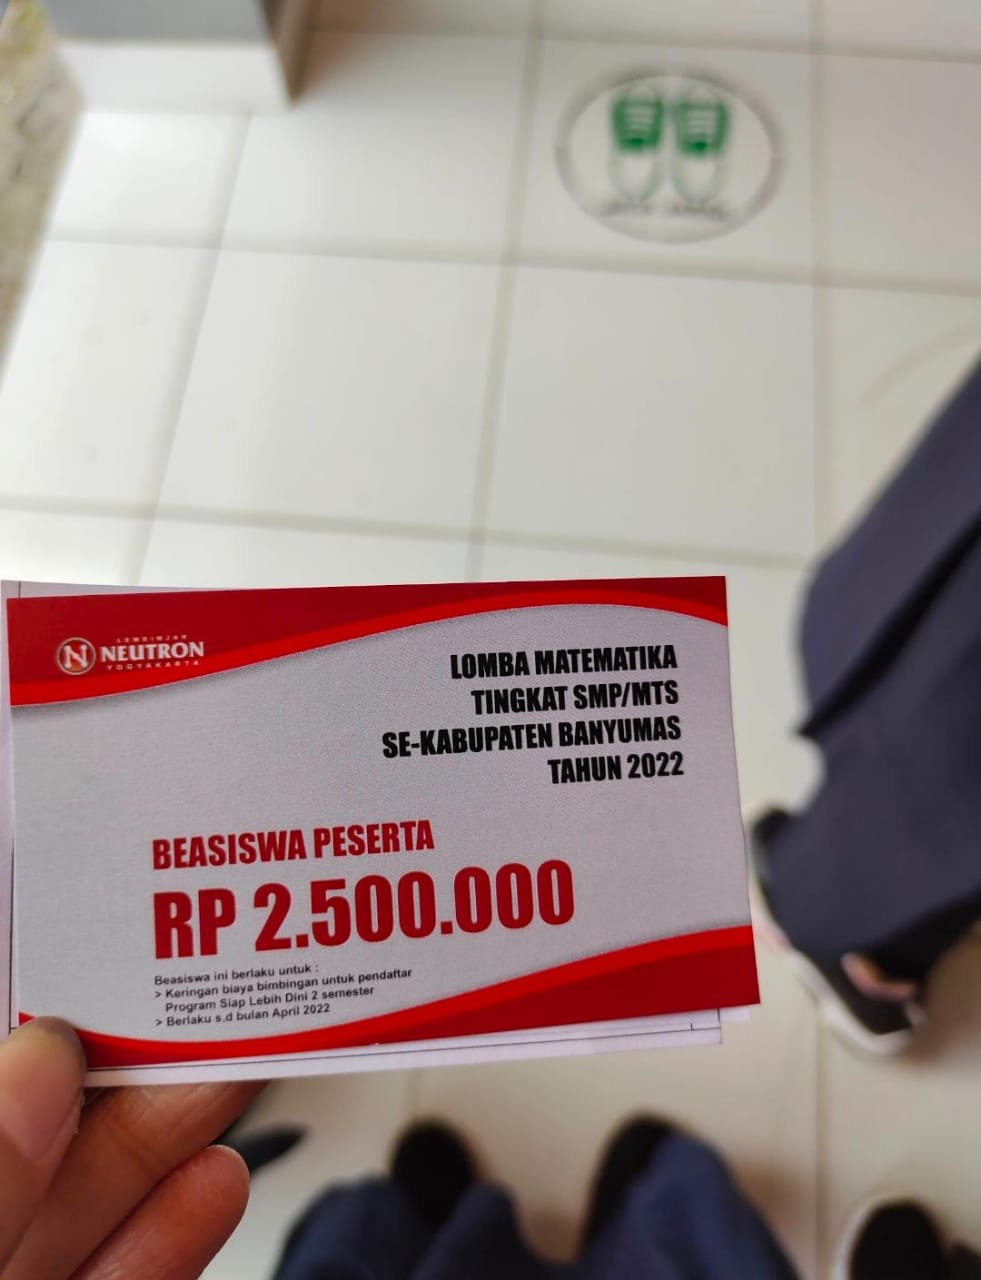 LEMBIMJAR
NEUTRON
YOGYAKARTA
LOMBA MATEMATIKA
TINGKAT SMP/MTS
SE-KABUPATEN BANYUMAS
TAHUN 2022
BEASISWA PESERTA
RP 2.500.000
Beasiswa ini berlaku untuk :
> Keringan biaya bimbingan untuk pendaftar
Program Siap Lebih Dini 2 semester
> Berlaku s,d bulan April 2022